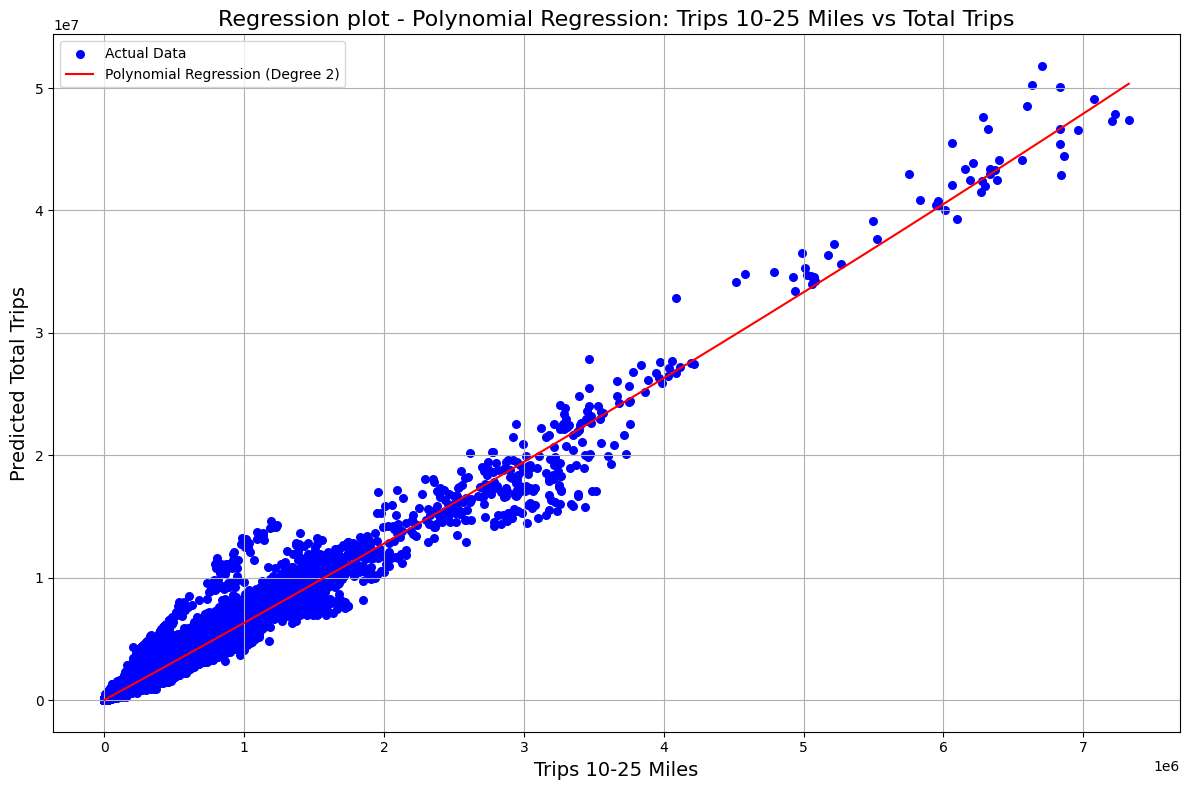 Regression plot - Polynomial Regression: Trips 10-25 Miles vs Total Trips
1e7
Actual Data
Polynomial Regression (Degree 2)
Predicted Total Trips
5
4
3
2
1
0
0 1 2 3 4 5 6 7
1e6
Trips 10-25 Miles